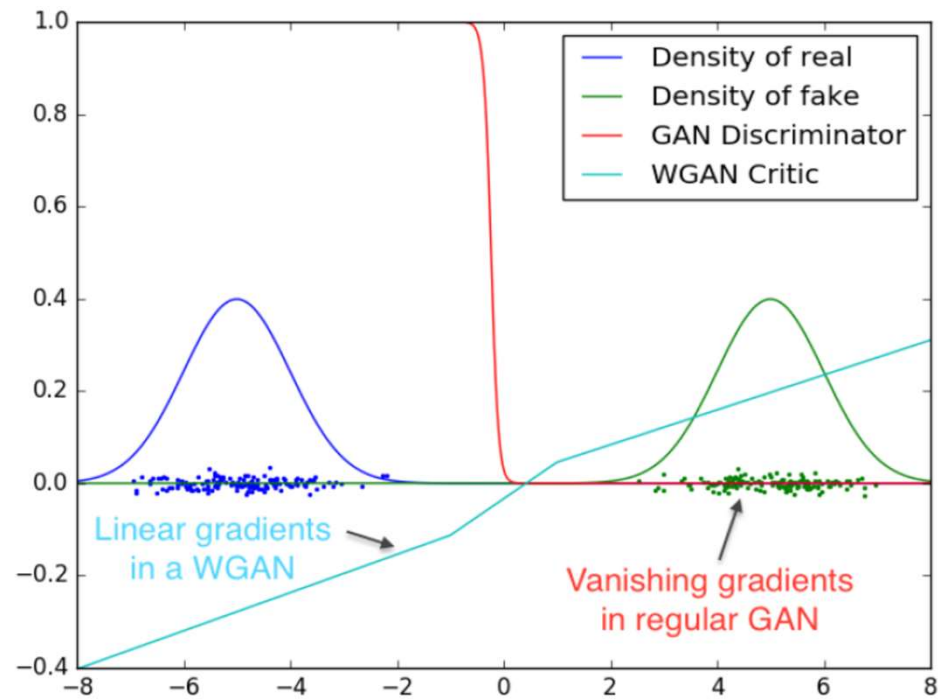 1.0
0.8
0.6
0.4
0.2
0.0
−0.2
−0.4
−8
−6
−4
−2
0
2
4
6
8
Density of real
Density of fake
GAN Discriminator
WGAN Critic
Linear gradients
in a WGAN
Vanishing gradients
in regular GAN